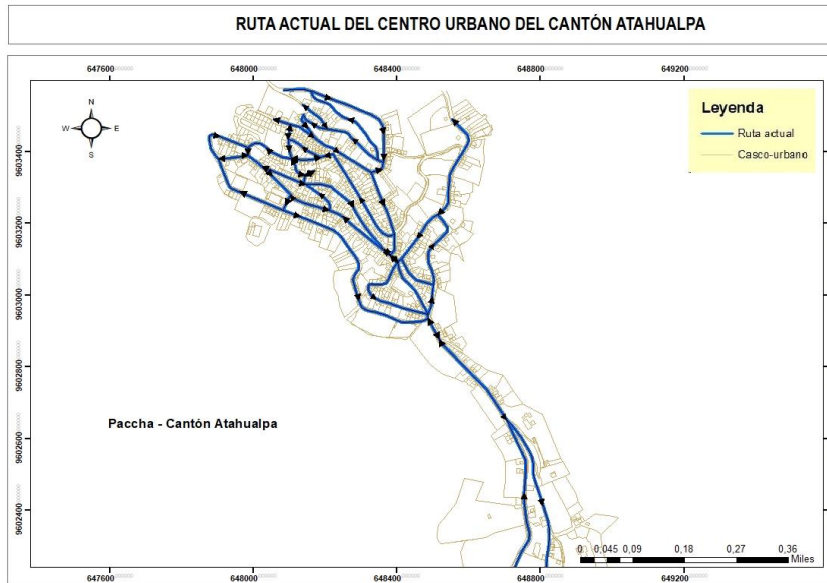 RUTA ACTUAL DEL CENTRO URBANO DEL CANTÓN ATAHUALPA
647600 648000 648400 648800 649200
N
W E
S
Leyenda
Ruta actual
Casco-urbano
9603400
9603200
9603000
9602800
9602600
9602400
Paccha - Cantón Atahualpa
0 0,045 0,09 0,18 0,27 0,36
Miles
647600 648000 648400 648800 649200